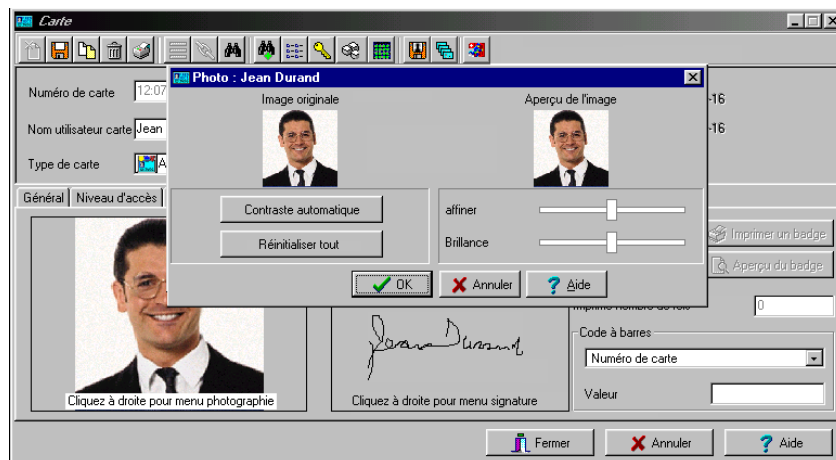 Carte
Numéro de carte 12:07
Nom utilisateur carte Jean
Type de carte A
-16
-16
Photo : Jean Durand
Image originale
Aperçu de l'image
Contraste automatique
Réinitialiser tout
affiner
Brillance
OK
Annuler
Aide
Général
Niveau d'accès
Imprimer un badge
Aperçu du badge
0
Cliquez à droite pour menu photographie
Jean Durand
Cliquez à droite pour menu signature
Code à barres
Numéro de carte
Valeur
Fermer
Annuler
Aide